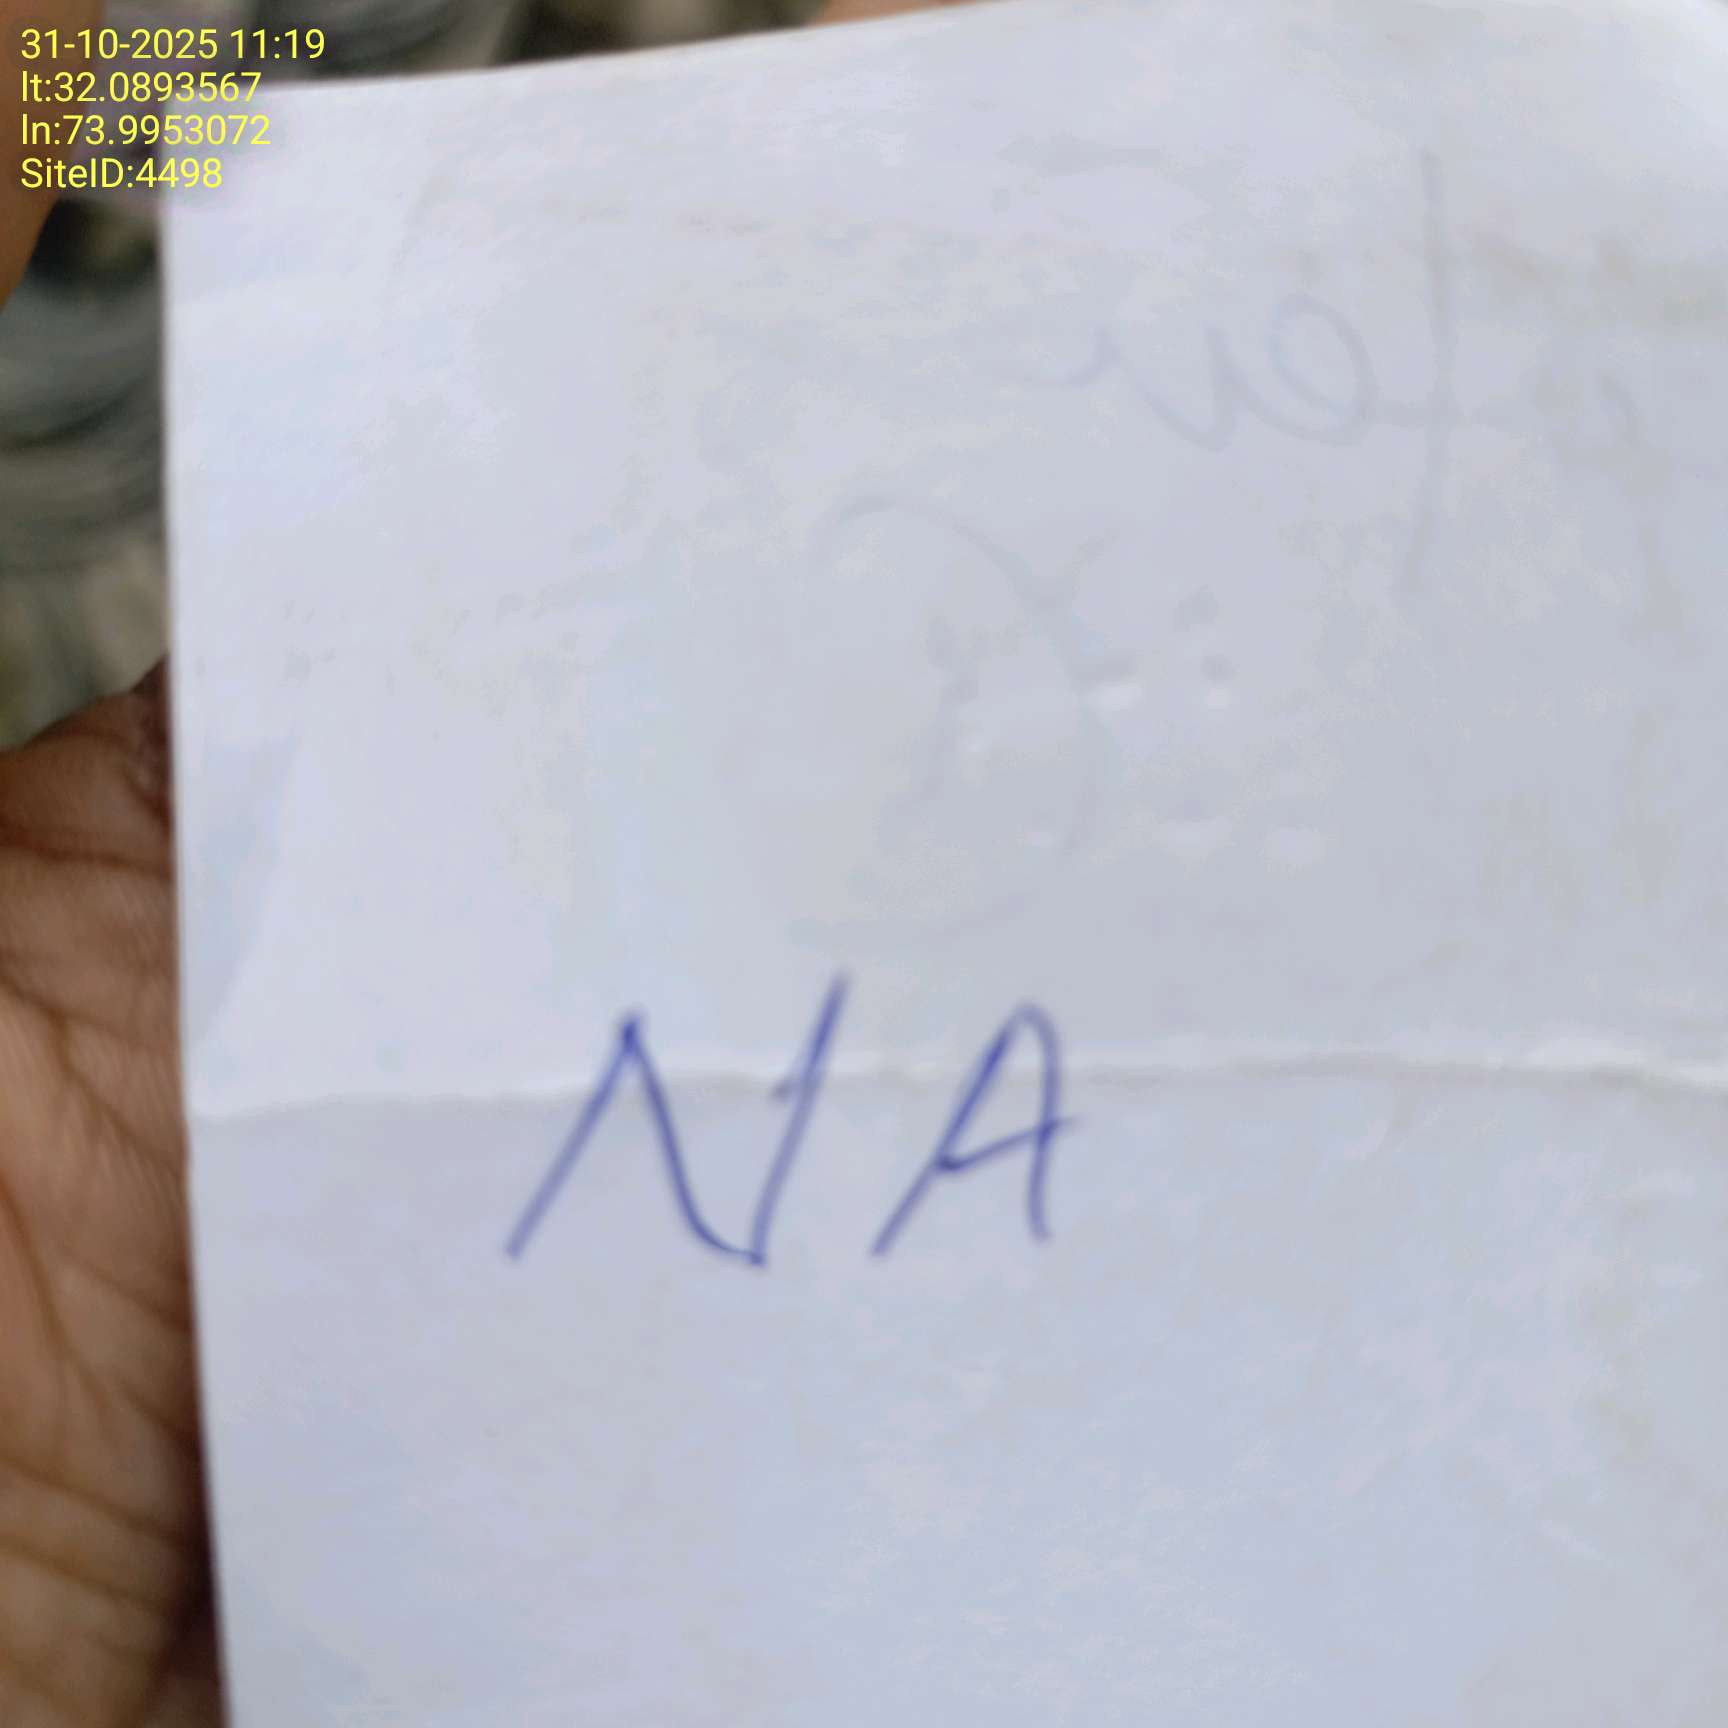 31-10-2025 11:19
lt:32.0893567
ln:73.9953072
SiteID:4498
NA